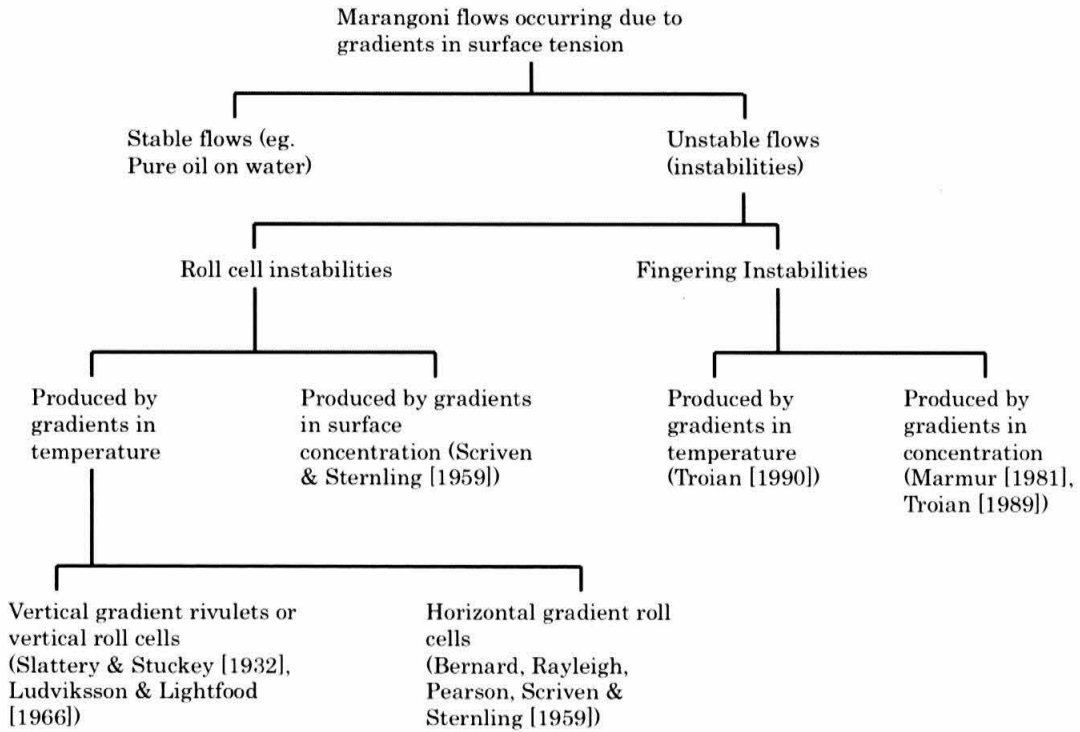 Marangoni flows occurring due to
gradients in surface tension
Stable flows (eg.
Pure oil on water)
Unstable flows
(instabilities)
Roll cell instabilities
Fingering Instabilities
Produced by
gradients in
temperature
Produced by gradients
in surface
concentration (Scriven
& Sternling [1959])
Produced by
gradients in
temperature
(Troian [1990])
Produced by
gradients in
concentration
(Marmur [1981],
Troian [1989])
Vertical gradient rivulets or
vertical roll cells
(Slattery & Stuckey [1932],
Ludviksson & Lightfood
[1966])
Horizontal gradient roll
cells
(Bernard, Rayleigh,
Pearson, Scriven &
Sternling [1959])